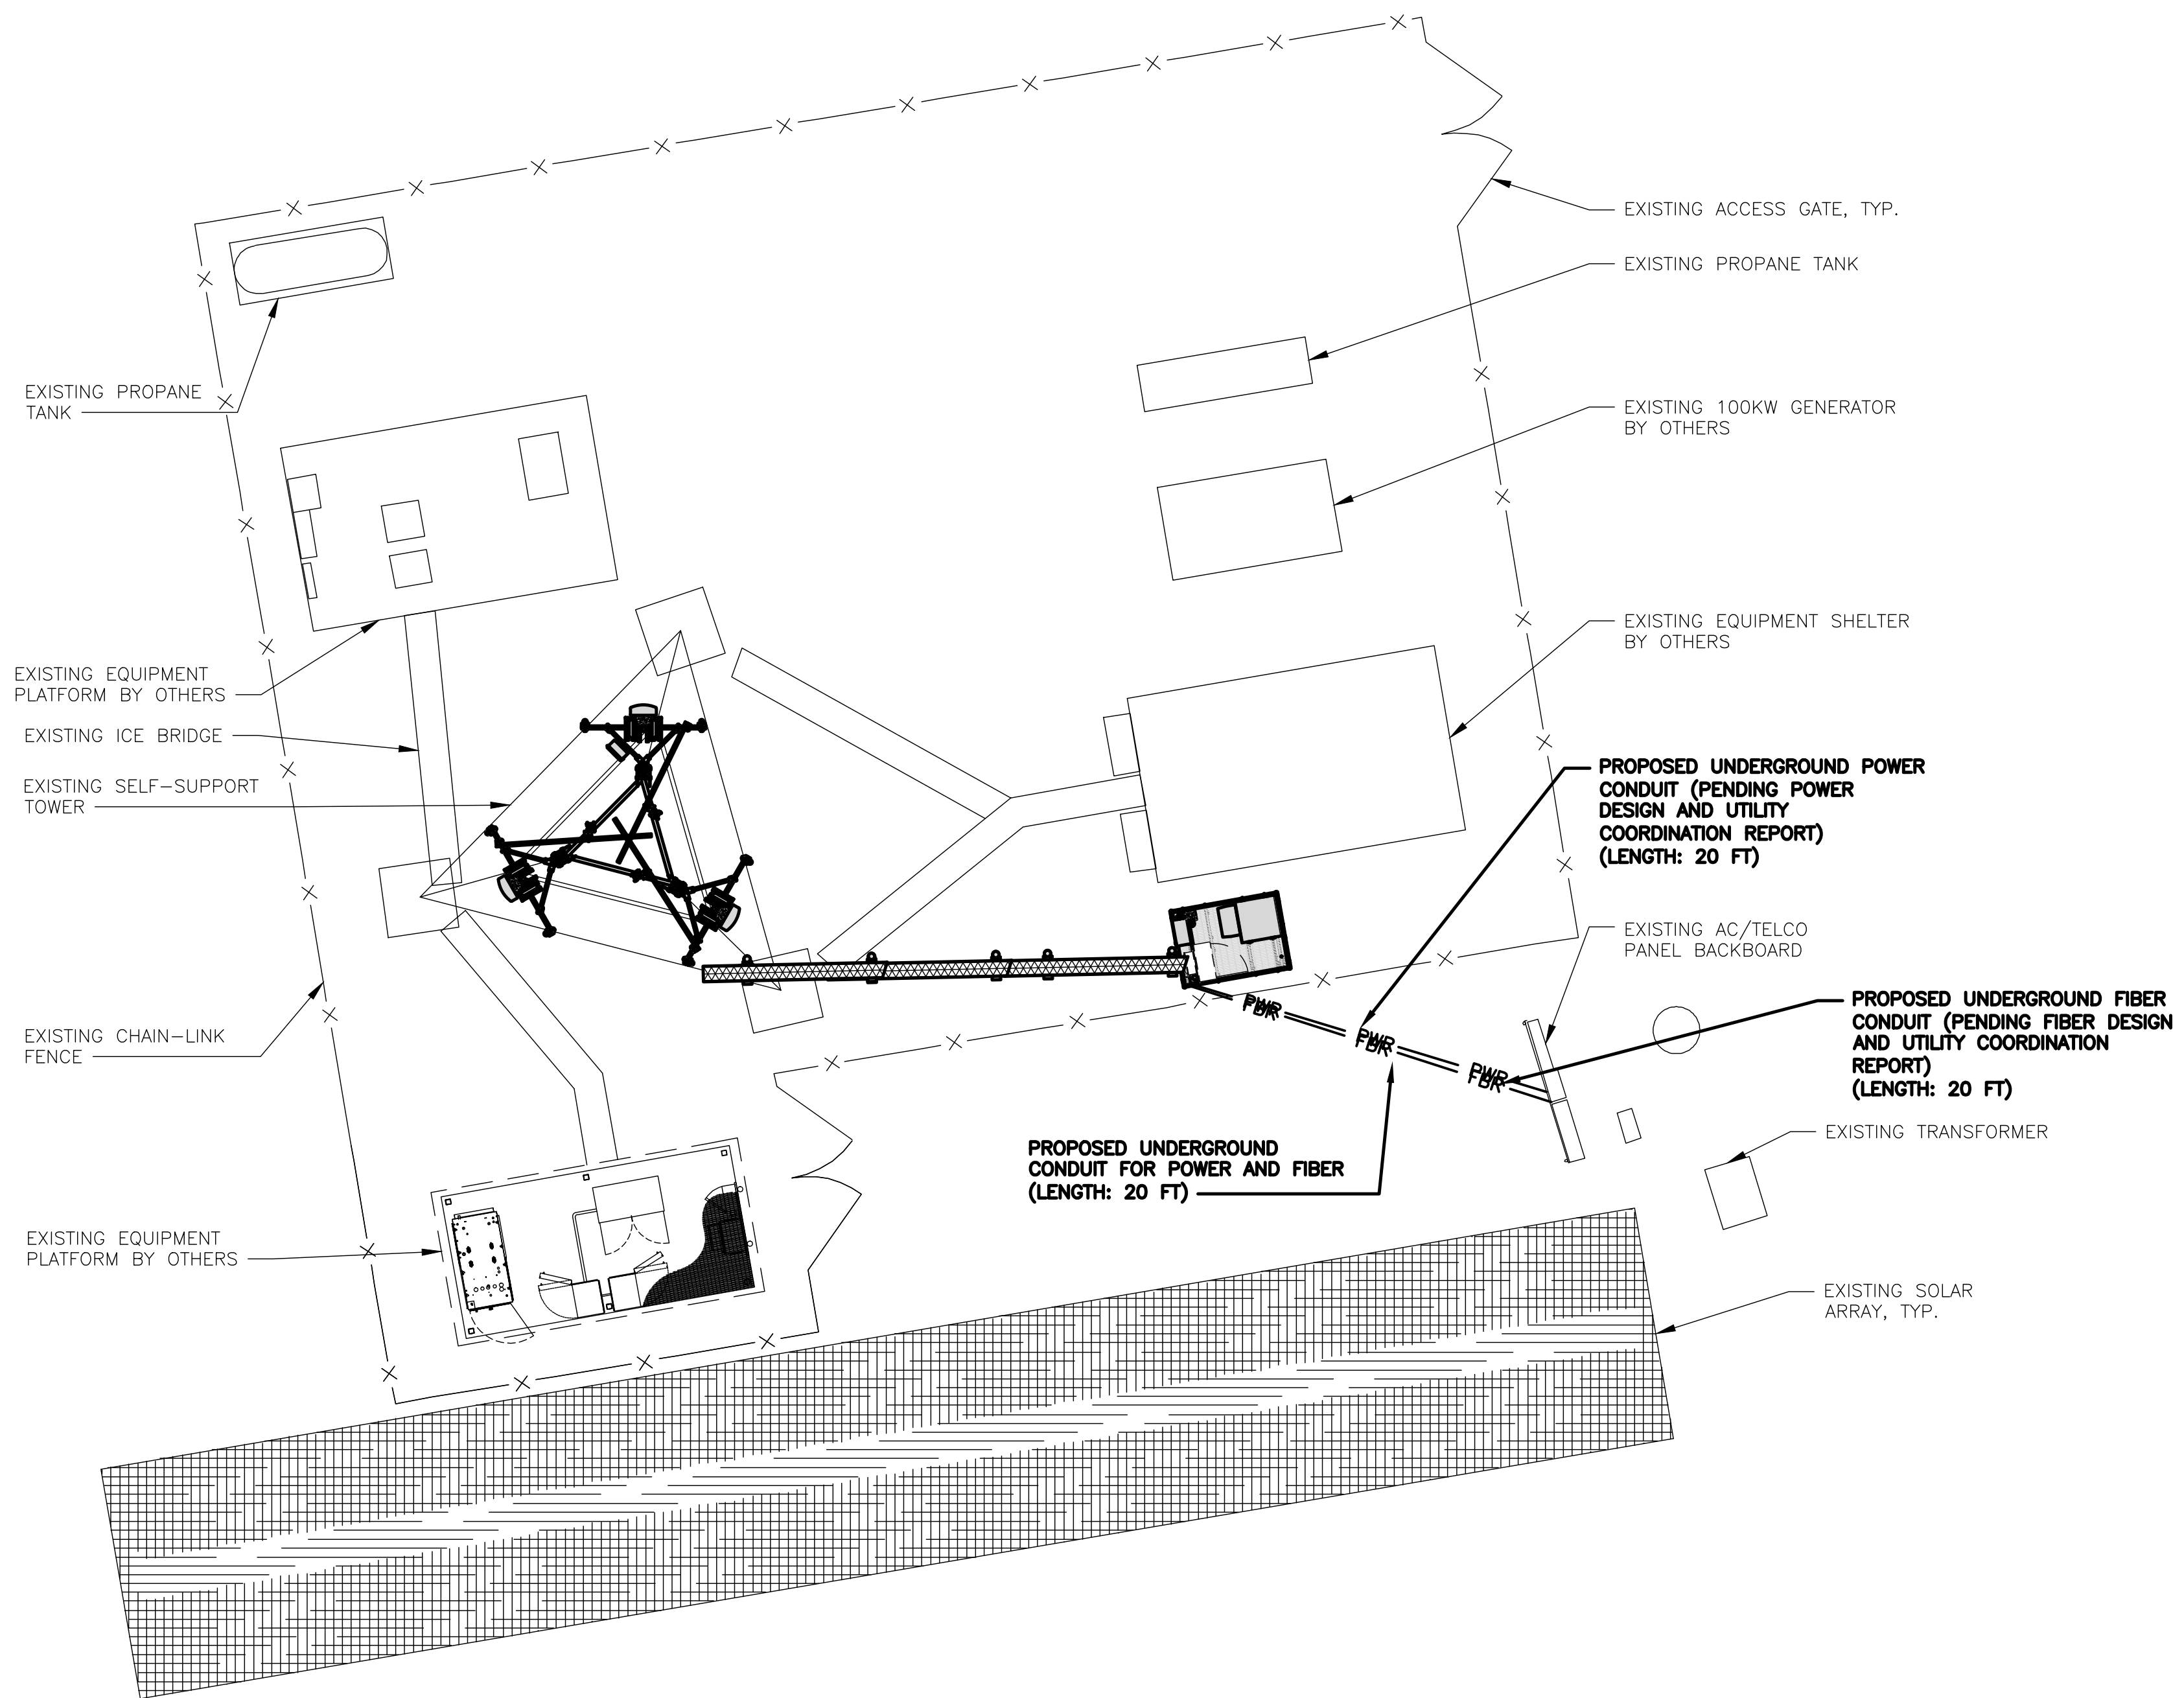 EXISTING ACCESS GATE, TYP.
EXISTING PROPANE TANK
EXISTING PROPANE
TANK
EXISTING 100KW GENERATOR
BY OTHERS
EXISTING EQUIPMENT SHELTER
BY OTHERS
EXISTING EQUIPMENT
PLATFORM BY OTHERS
EXISTING ICE BRIDGE
EXISTING SELF-SUPPORT
TOWER
PROPOSED UNDERGROUND POWER
CONDUIT (PENDING POWER
DESIGN AND UTILITY
COORDINATION REPORT)
(LENGTH: 20 FT)
EXISTING AC/TELCO
PANEL BACKBOARD
PROPOSED UNDERGROUND FIBER
CONDUIT (PENDING FIBER DESIGN
AND UTILITY COORDINATION
REPORT)
(LENGTH: 20 FT)
PWR
FBR
PWR
FBR
PWR
FBR
EXISTING CHAIN-LINK
FENCE
EXISTING TRANSFORMER
PROPOSED UNDERGROUND
CONDUIT FOR POWER AND FIBER
(LENGTH: 20 FT)
EXISTING EQUIPMENT
PLATFORM BY OTHERS
EXISTING SOLAR
ARRAY, TYP.